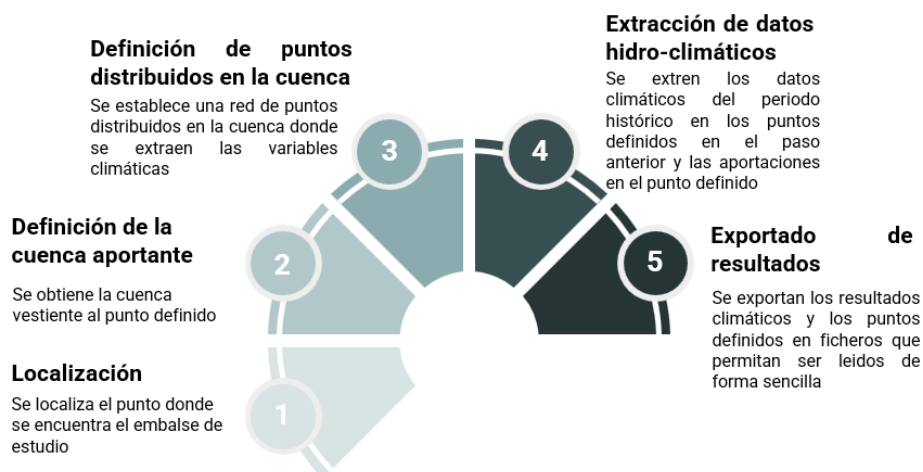 Localización
Se localiza el punto donde
se encuentra el embalse de
estudio
1
Definición de la
cuenca aportante
Se obtiene la cuenca
vestiente al punto definido
2
Definición de puntos
distribuidos en la cuenca
Se establece una red de puntos
distribuidos en la cuenca donde
se extraen las variables
climáticas
3
Extracción de datos
hidro-climáticos
Se extren los datos
climáticos del periodo
histórico en los puntos
definidos en el paso
anterior y las aportaciones
en el punto definido
4
Exportado de
resultados
Se exportan los resultados
climáticos y los puntos
definidos en ficheros que
permitan ser leidos de
forma sencilla
5